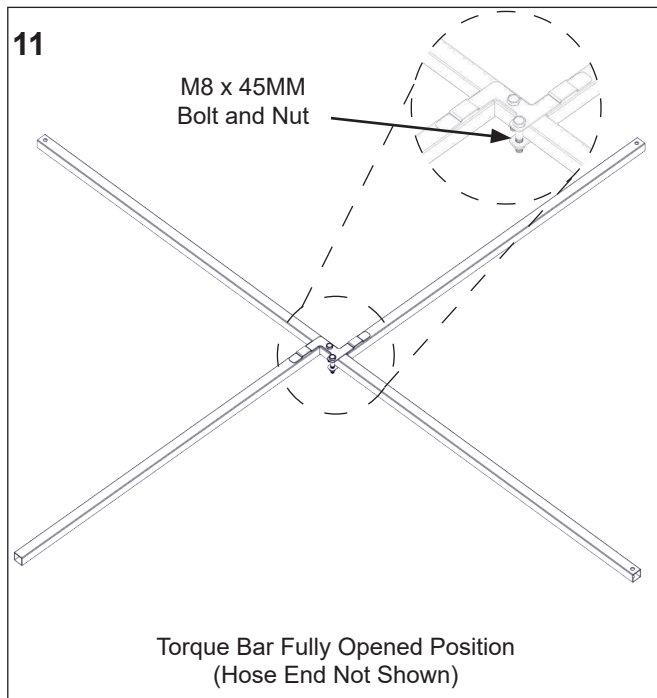 11
M8 x 45MM
Bolt and Nut
Torque Bar Fully Opened Position
(Hose End Not Shown)